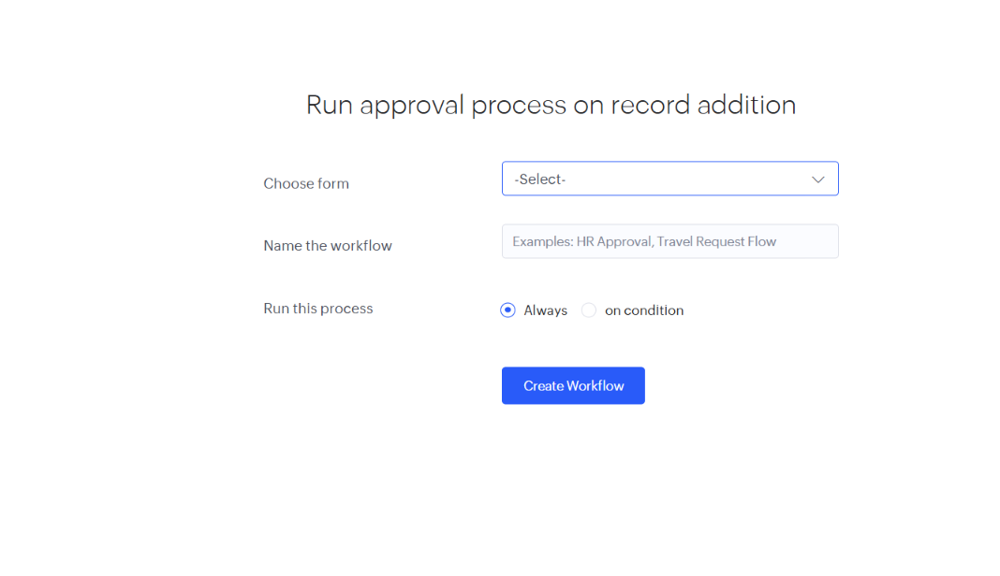 Run approval process on record addition
Choose form
-Select-
Name the workflow
Examples: HR Approval, Travel Request Flow
Run this process
Always on condition
Create Workflow